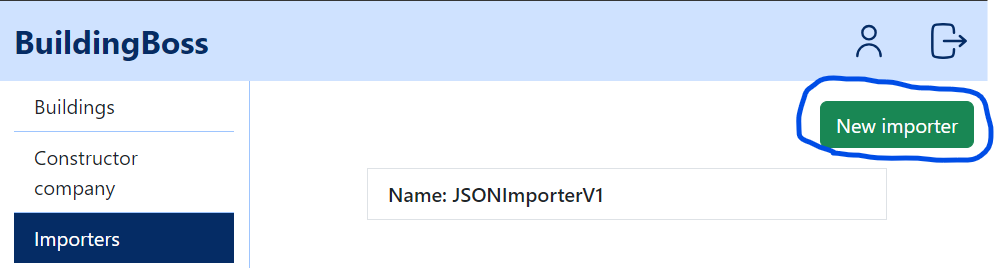 BuildingBoss
Buildings
Constructor
company
Importers
New importer
Name: JSONImporterV1